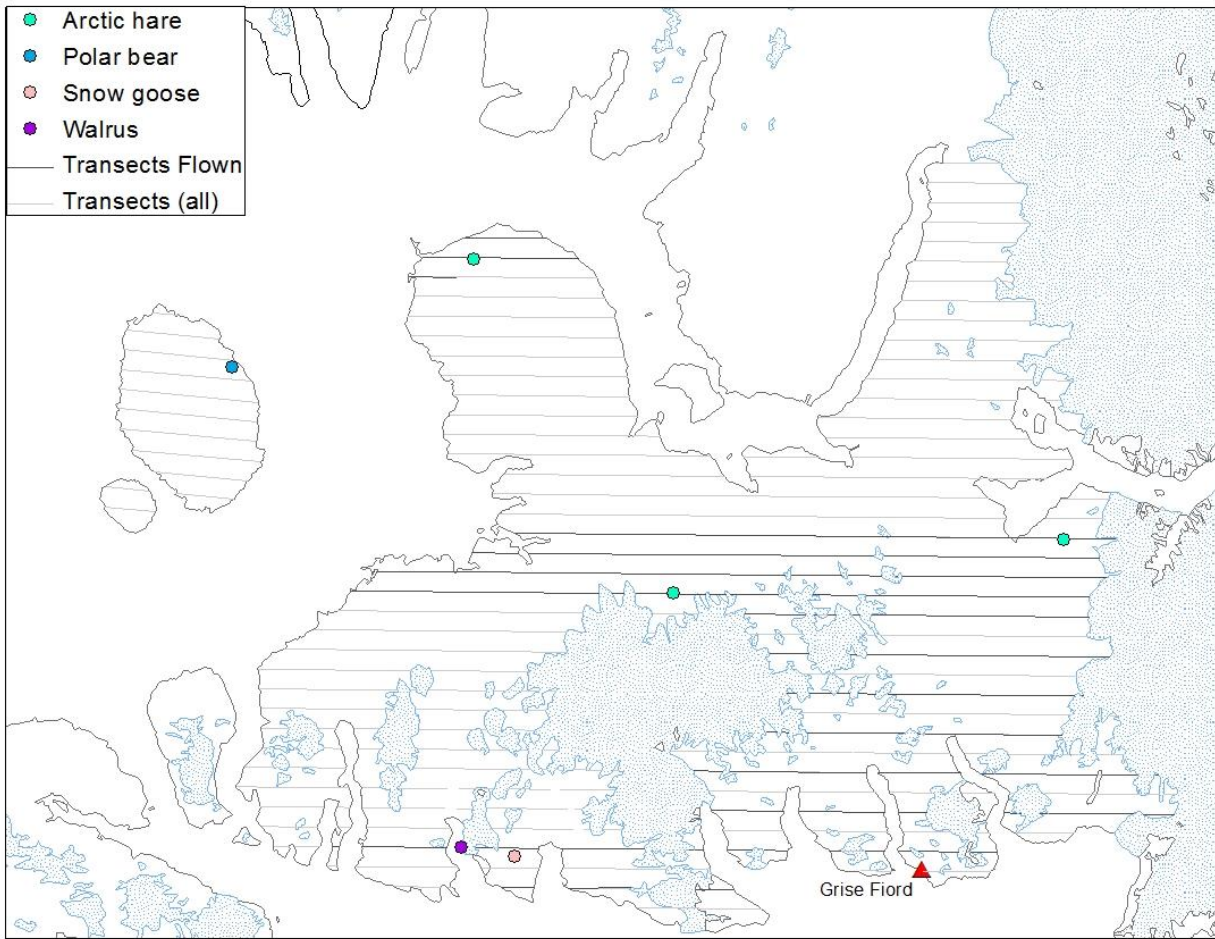 Arctic hare
Polar bear
Snow goose
Walrus
Transects Flown
Transects (all)
Grise Fiord